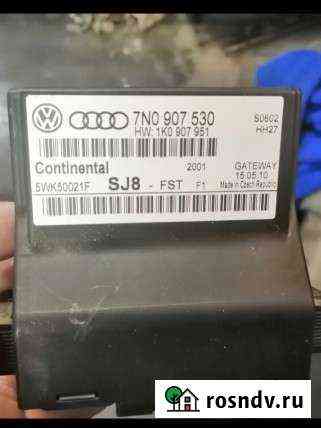 7N0 907 530
HW: 1K0 907 951
S0602
HH27
Continental
2001
GATEWAY
5WK50021F
SJ8 - FST F1
15.05.10
Made in Czech Republic
rosndv.ru